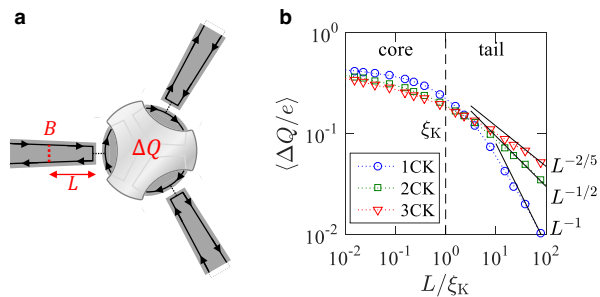 a
B
L
ΔQ
b
core
tail
ξ_K
⟨ΔQ/e⟩
10^0
10^-1
10^-2
1CK
2CK
3CK
L^-2/5
L^-1/2
L^-1
10^-2
10^-1
10^0
10^1
10^2
L/ξ_K